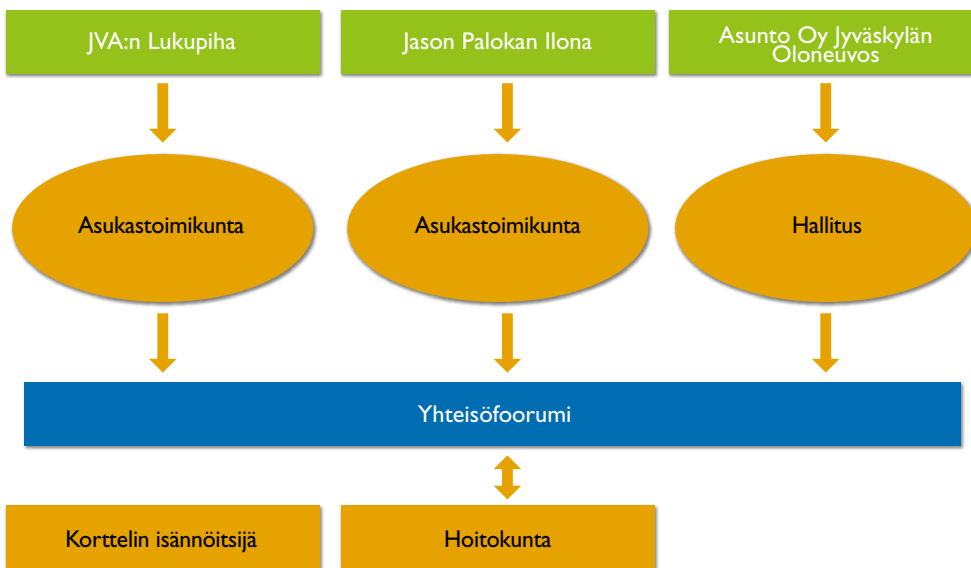 JVA:n Lukupiha
Jason Palokan Ilona
Asunto Oy Jyväskylän
Oloneuvos
Asukastoimikunta
Asukastoimikunta
Hallitus
Yhteisöfoorumi
Korttelin isännöitsijä
Hoitokunta